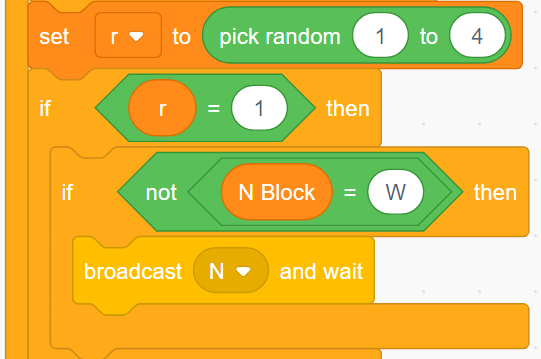 set r to pick random 1 to 4
if r = 1 then
if not N Block = W then
broadcast N and wait